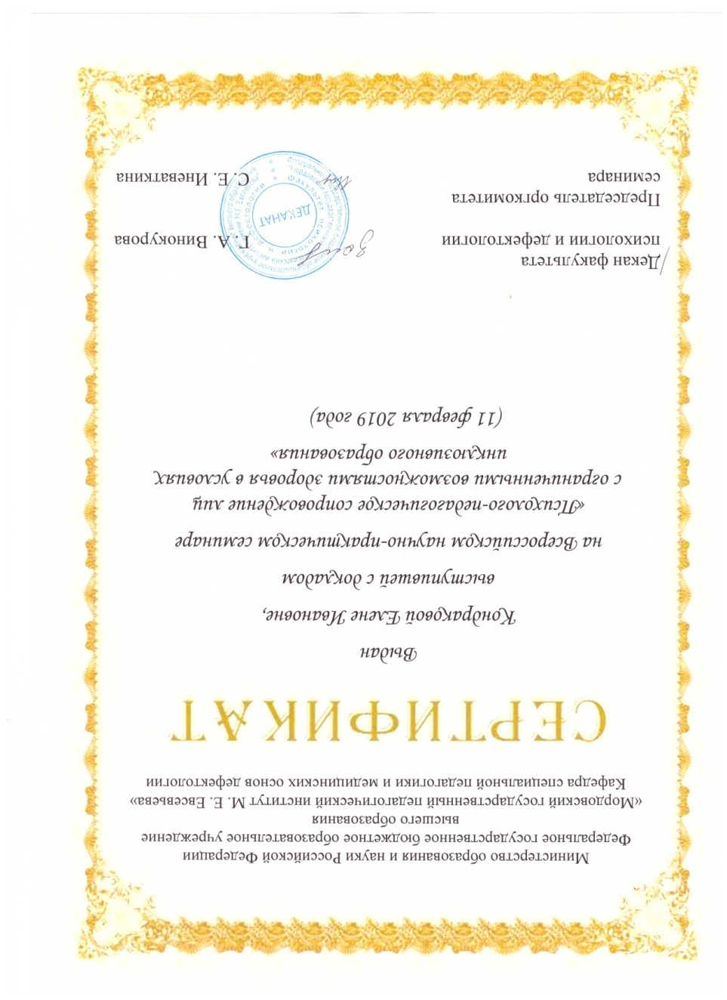 Министерство образования и науки Российской Федерации
Федеральное государственное бюджетное образовательное учреждение
высшего образования
«Мордовский государственный педагогический институт М. Е. Евсевьева»
Кафедра специальной педагогики и медицинских основ дефектологии
СЕРТИФИКАТ
Выдан
Кондраковой Елене Ивановне,
выступившей с докладом
на Всероссийском научно-практическом семинаре
«Психолого-педагогическое сопровождение лиц
с ограниченными возможностями здоровья в условиях
инклюзивного образования»
(11 февраля 2019 года)
Декан факультета
психологии и дефектологии
Г. А. Винокурова
Председатель оргкомитета
семинара
С. Е. Иневаткина
ДЕКАНАТ
Факультет психологии и дефектологии